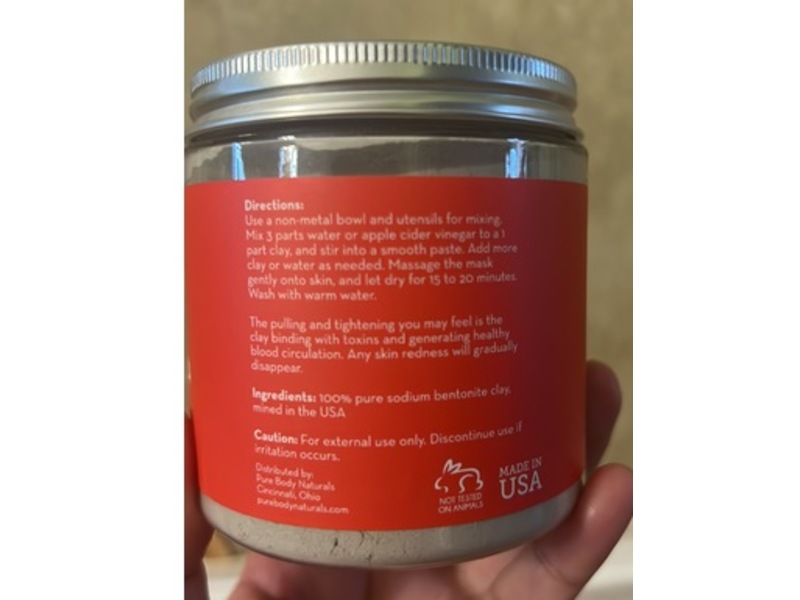 Directions:
Use a non-metal bowl and utensils for mixing.
Mix 3 parts water or apple cider vinegar to a 1
part clay, and stir into a smooth paste. Add more
clay or water as needed. Massage the mask
gently onto skin, and let dry for 15 to 20 minutes.
Wash with warm water.
The pulling and tightening you may feel is the
clay binding with toxins and generating healthy
blood circulation. Any skin redness will gradually
disappear.
Ingredients: 100% pure sodium bentonite clay,
mined in the USA
Caution: For external use only. Discontinue use if
irritation occurs.
Distributed by:
Pure Body Naturals
Cincinnati, Ohio
purebodynaturals.com
NOT TESTED
ON ANIMALS
MADE IN
USA